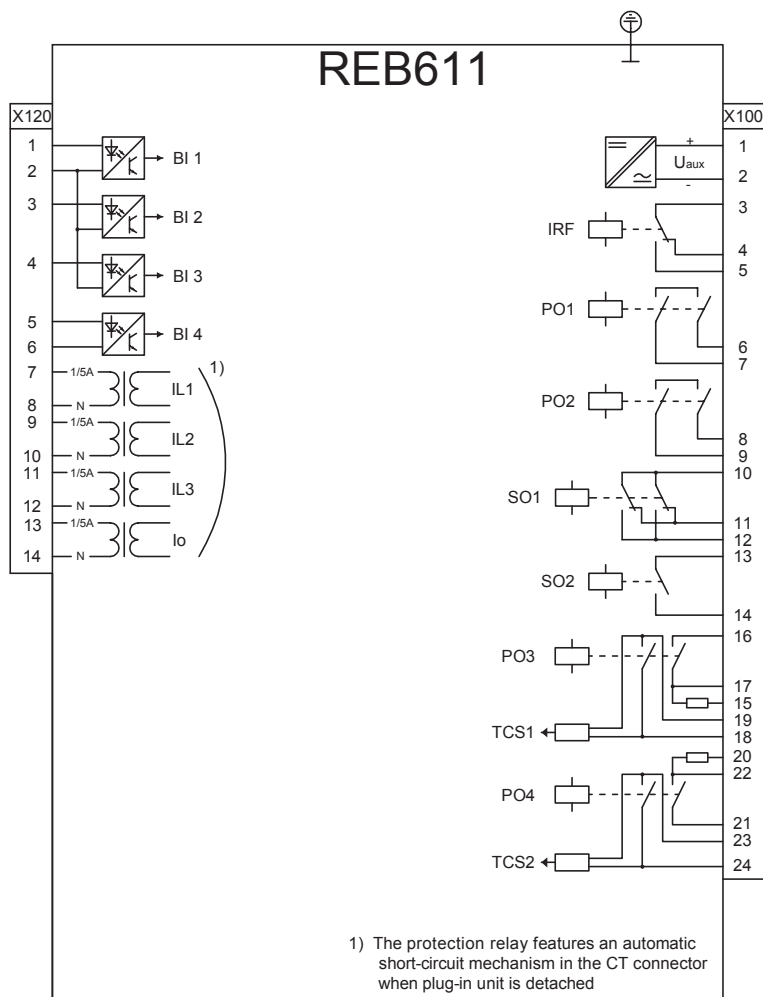 REB611
X120
X100
1
2
BI 1
3
BI 2
4
BI 3
5
6
BI 4
7
1/5A
8
N
IL1
1)
9
1/5A
10
N
IL2
11
1/5A
12
N
IL3
13
1/5A
14
N
Io
+
1
Uaux
-
2
3
IRF
4
5
PO1
6
7
PO2
8
9
10
SO1
11
12
13
SO2
14
16
PO3
17
15
19
TCS1
18
20
22
PO4
21
23
TCS2
24
1) The protection relay features an automatic
short-circuit mechanism in the CT connector
when plug-in unit is detached